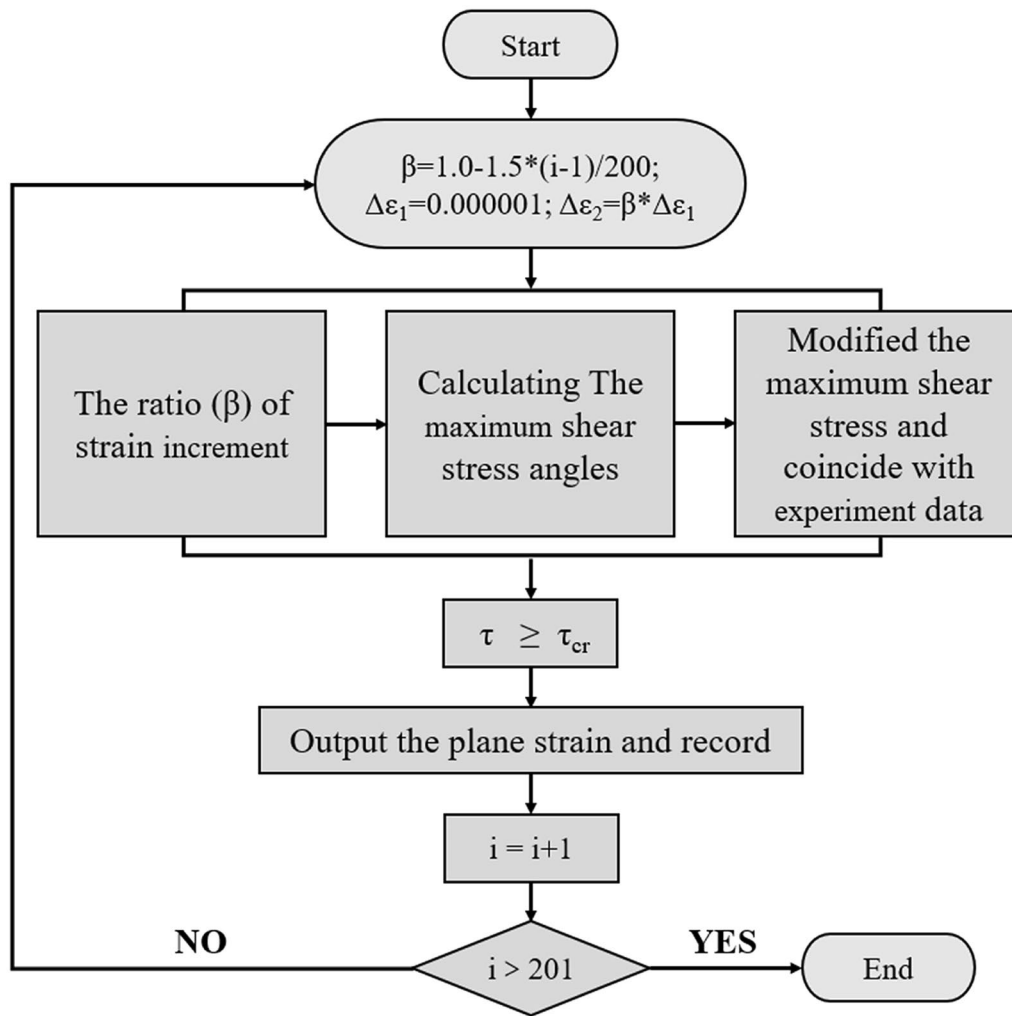 Start
β=1.0-1.5*(i-1)/200;
Δε₁=0.000001; Δε₂=β*Δε₁
The ratio (β) of
strain increment
Calculating The
maximum shear
stress angles
Modified the
maximum shear
stress and
coincide with
experiment data
τ ≥ τcr
Output the plane strain and record
i = i+1
NO
i > 201
YES
End